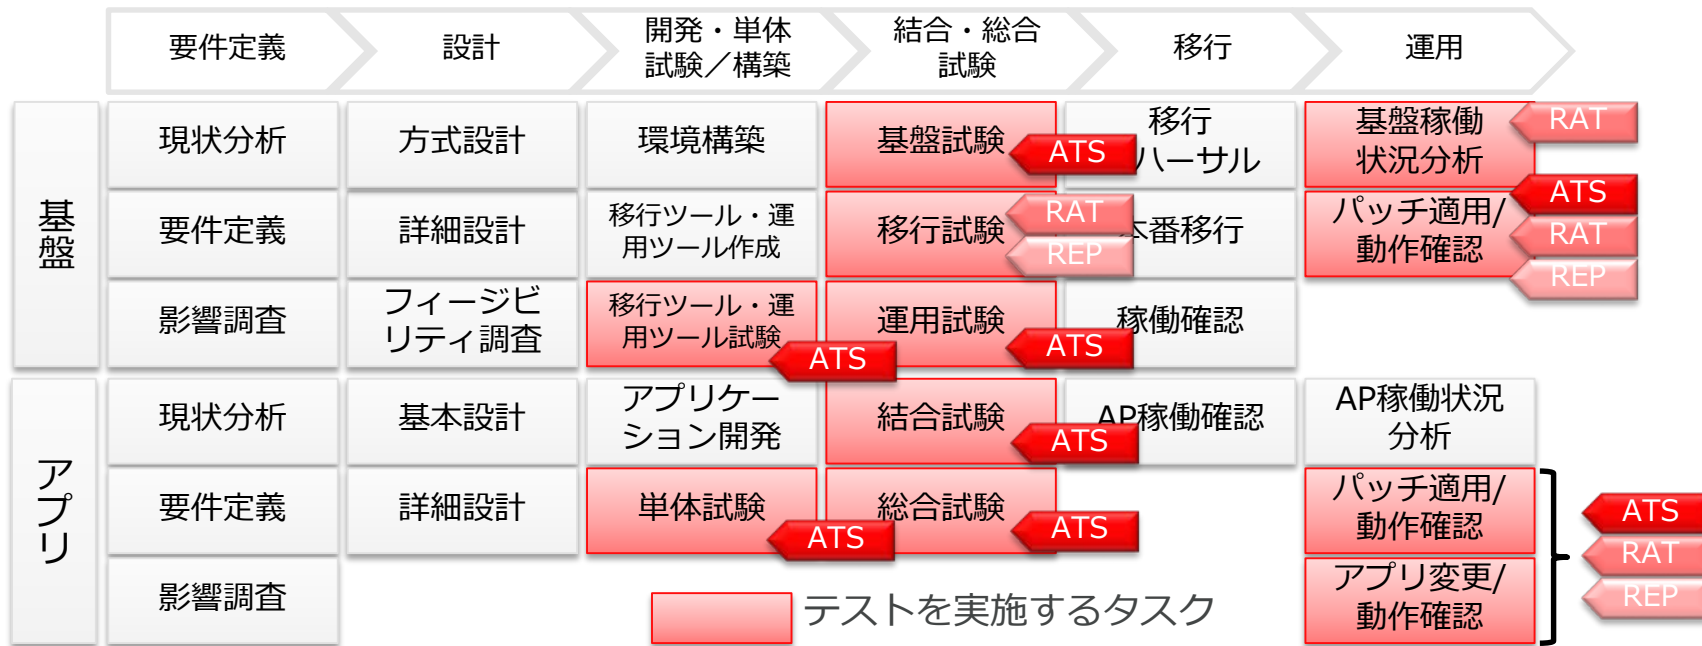 要件定義
設計
開発・単体
試験／構築
結合・総合
試験
移行
運用
基盤
現状分析
方式設計
環境構築
基盤試験
ATS
移行
ハーサル
基盤稼働
状況分析
RAT
要件定義
詳細設計
移行ツール・運
用ツール作成
移行試験
RAT
REP
本番移行
パッチ適用/
動作確認
ATS
RAT
REP
影響調査
フィージビ
リティ調査
移行ツール・運
用ツール試験
ATS
運用試験
ATS
稼働確認
アプリ
現状分析
基本設計
アプリケー
ション開発
結合試験
ATS
AP稼働確認
AP稼働状況
分析
要件定義
詳細設計
単体試験
ATS
総合試験
ATS
パッチ適用/
動作確認
ATS
RAT
REP
影響調査
テストを実施するタスク
アプリ変更/
動作確認